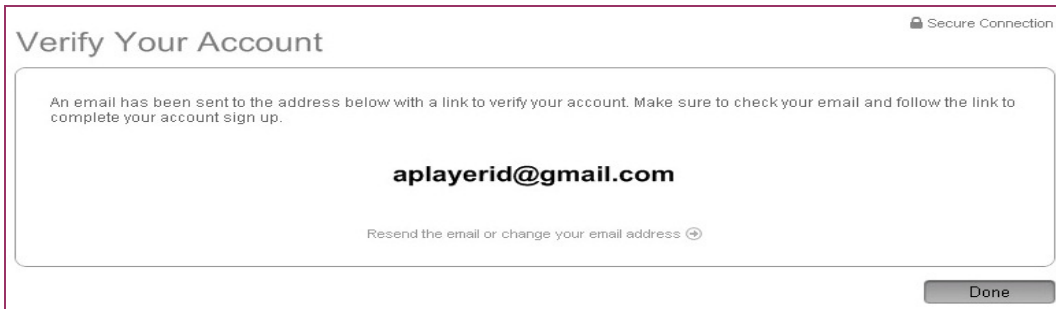 Secure Connection
Verify Your Account
An email has been sent to the address below with a link to verify your account. Make sure to check your email and follow the link to
complete your account sign up.
aplayerid@gmail.com
Resend the email or change your email address
Done